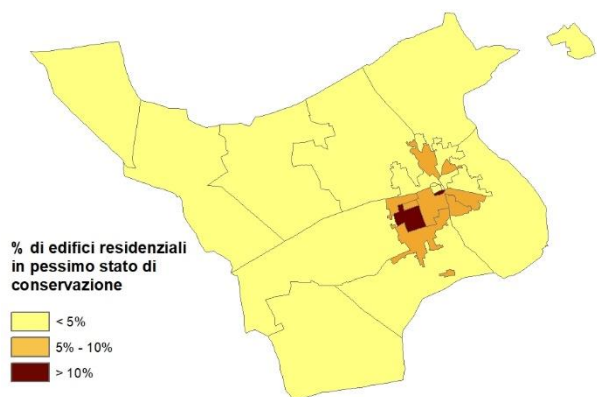 % di edifici residenziali
in pessimo stato di
conservazione
< 5%
5% - 10%
> 10%